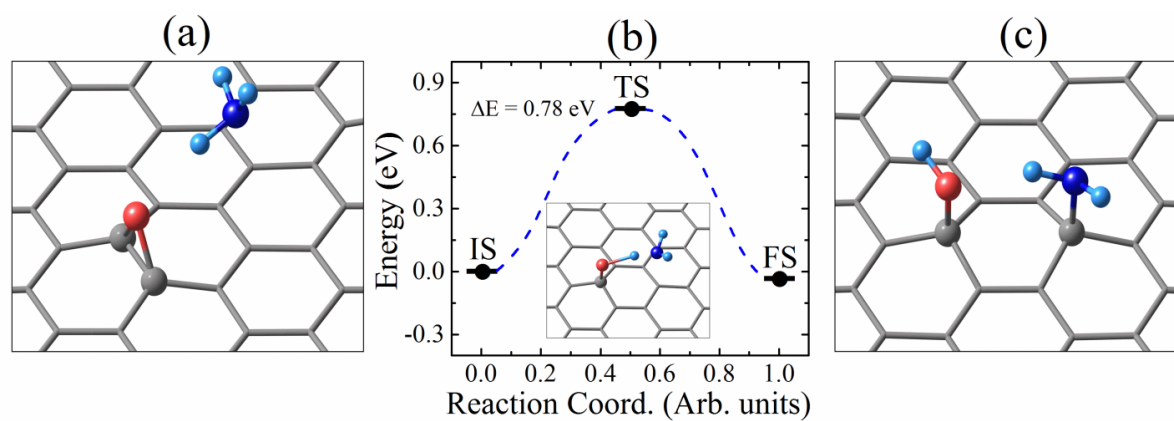 (a)
(b)
(c)
0.9
0.6
0.3
0.0
-0.3
Energy (eV)
ΔE = 0.78 eV
TS
IS
FS
0.0 0.2 0.4 0.6 0.8 1.0
Reaction Coord. (Arb. units)